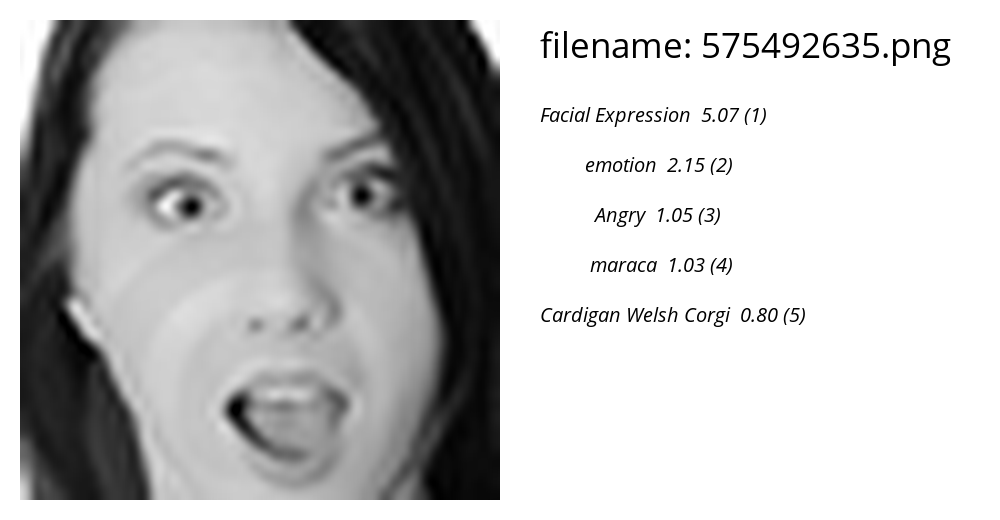 filename: 575492635.png
Facial Expression 5.07 (1)
emotion 2.15 (2)
Angry 1.05 (3)
maraca 1.03 (4)
Cardigan Welsh Corgi 0.80 (5)